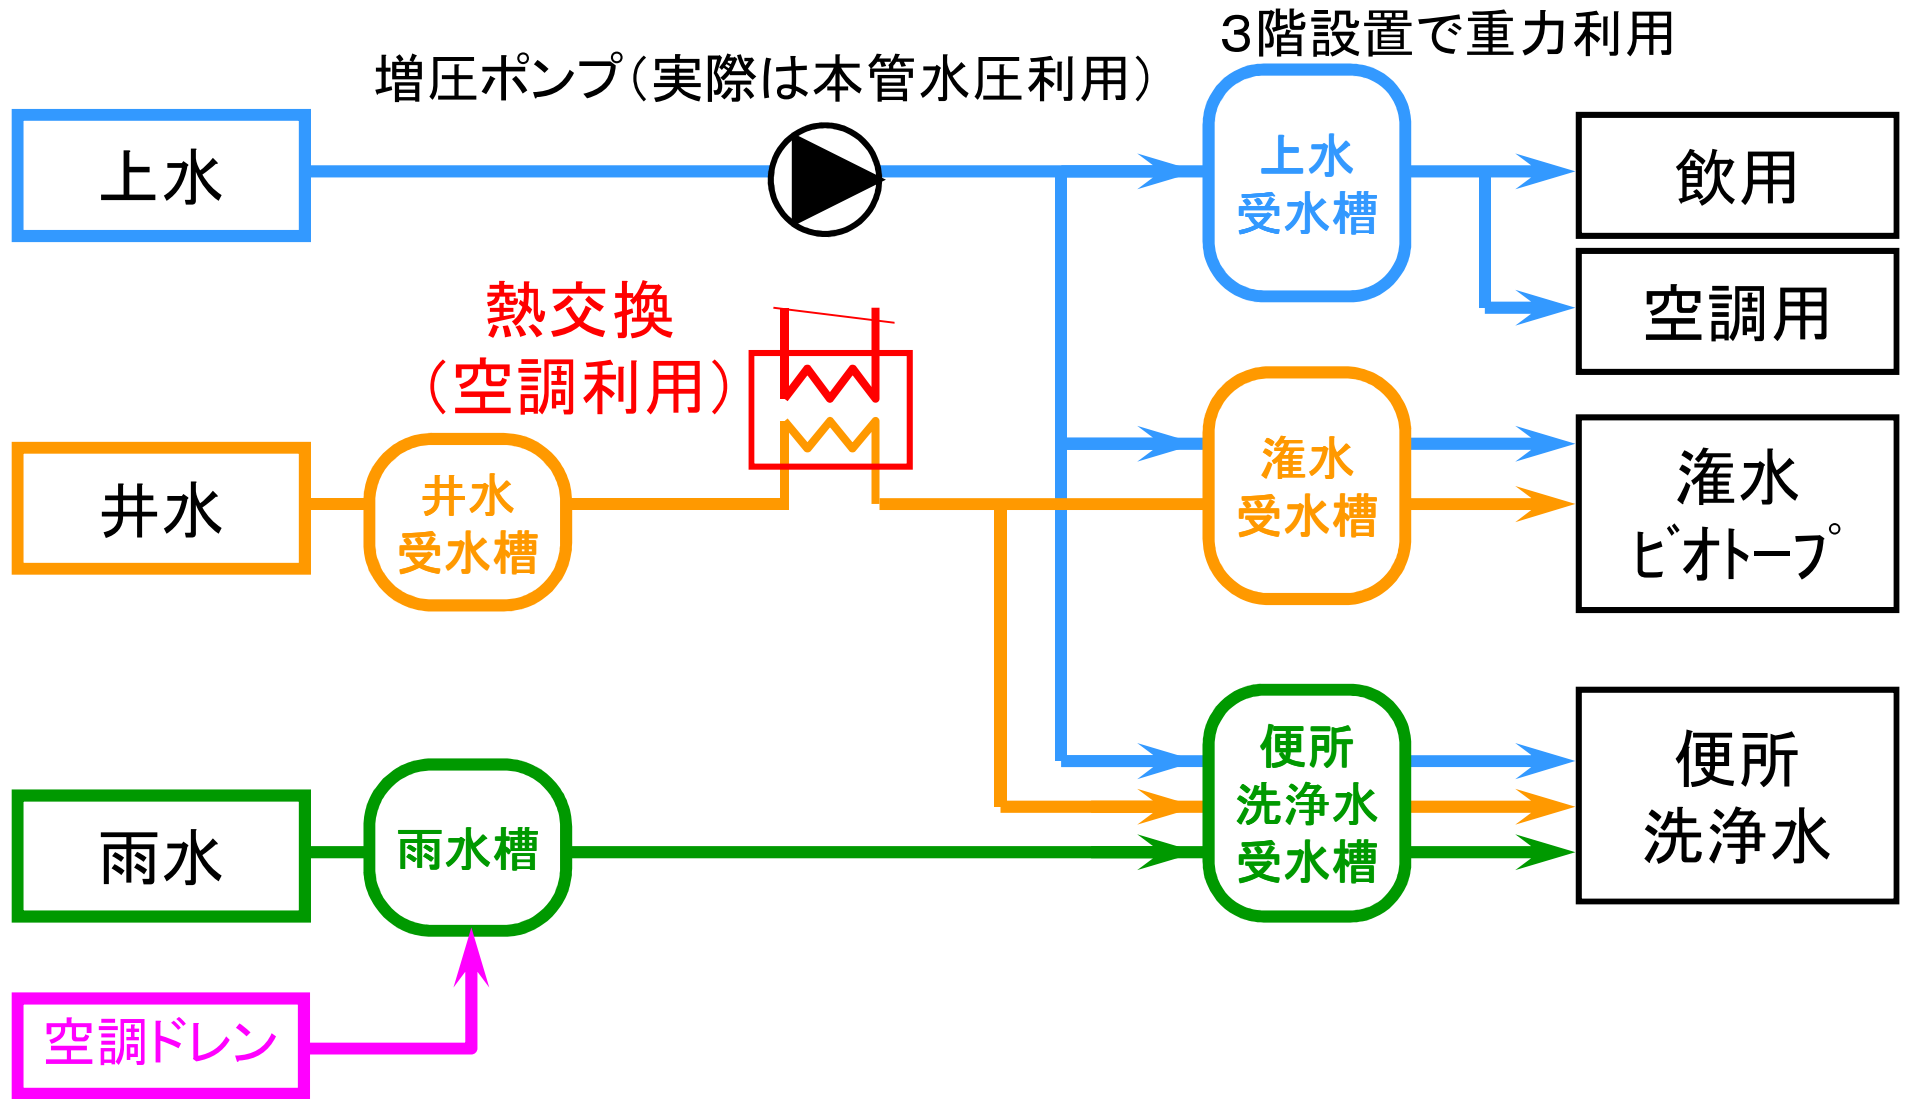 ３階設置で重力利用
増圧ポンプ（実際は本管水圧利用）
上水
上水
受水槽
飲用
空調用
熱交換
（空調利用）
井水
井水
受水槽
潅水
受水槽
潅水
ﾋﾞｵﾄｰﾌﾟ
雨水
雨水槽
便所
洗浄水
受水槽
便所
洗浄水
空調ドレン